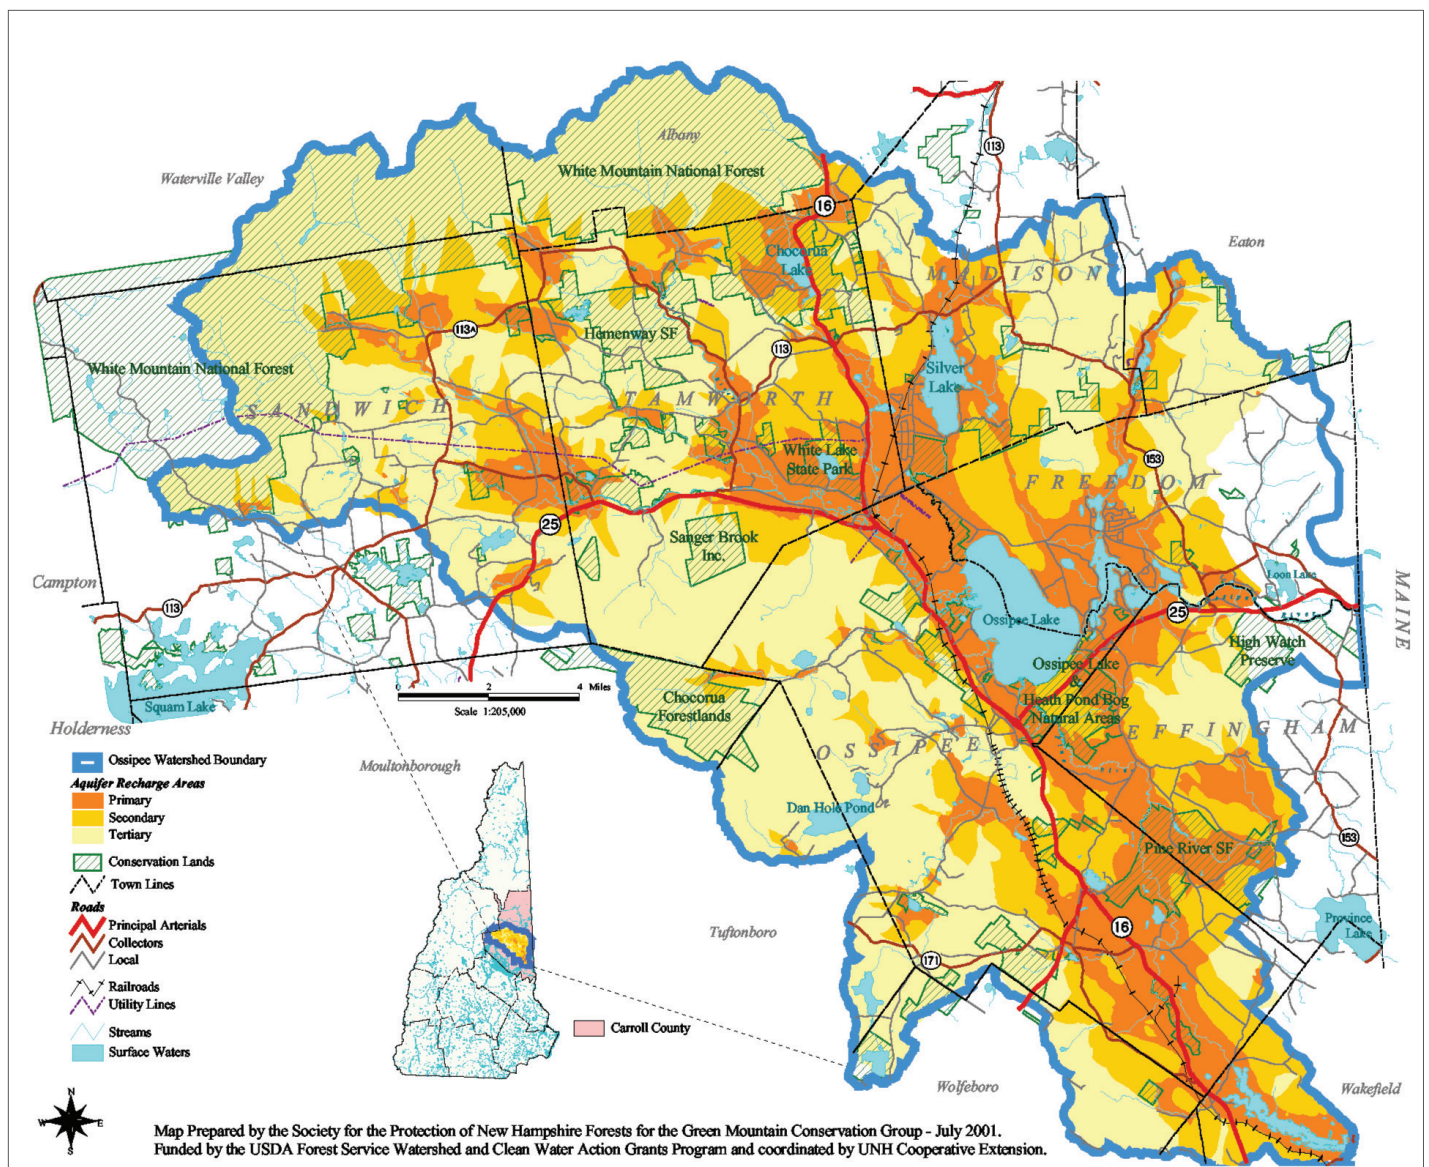 Albany
White Mountain National Forest
Waterville Valley
113
16
Eaton
Chocorua
Lake
MADISON
113A
Hemenway SF
113
White Mountain National Forest
Silver
Lake
SANDWICH
TAMWORTH
White Lake
State Park
153
FREEDOM
25
Sanger Brook
Inc.
Campton
Loon Lake
MAINE
113
25
Ossipee Lake
High Watch
Preserve
Ossipee Lake
&
Heath Pond Bog
Natural Areas
0 2 4 Miles
Scale 1:205,000
Squam Lake
Chocorua
Forestlands
Holderness
OSSIPEE
EFFINGHAM
Ossipee Watershed Boundary
Aquifer Recharge Areas
Primary
Secondary
Tertiary
Conservation Lands
Town Lines
Roads
Principal Arterials
Collectors
Local
Railroads
Utility Lines
Streams
Surface Waters
Moultonborough
Dan Hole Pond
Pine River SF
153
Province
Lake
Tuftonboro
16
171
Carroll County
Wolfeboro
Wakefield
N
W E
S
Map Prepared by the Society for the Protection of New Hampshire Forests for the Green Mountain Conservation Group - July 2001.
Funded by the USDA Forest Service Watershed and Clean Water Action Grants Program and coordinated by UNH Cooperative Extension.